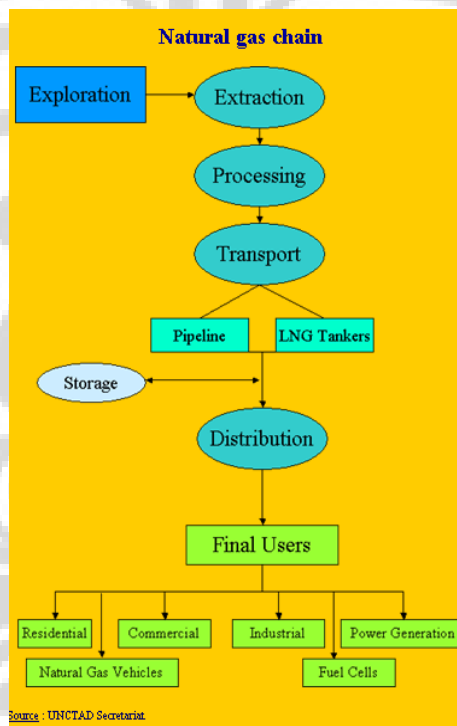 Natural gas chain
Exploration
Extraction
Processing
Transport
Pipeline
LNG Tankers
Storage
Distribution
Final Users
Residential
Commercial
Industrial
Power Generation
Natural Gas Vehicles
Fuel Cells
Source : UNCTAD Secretariat